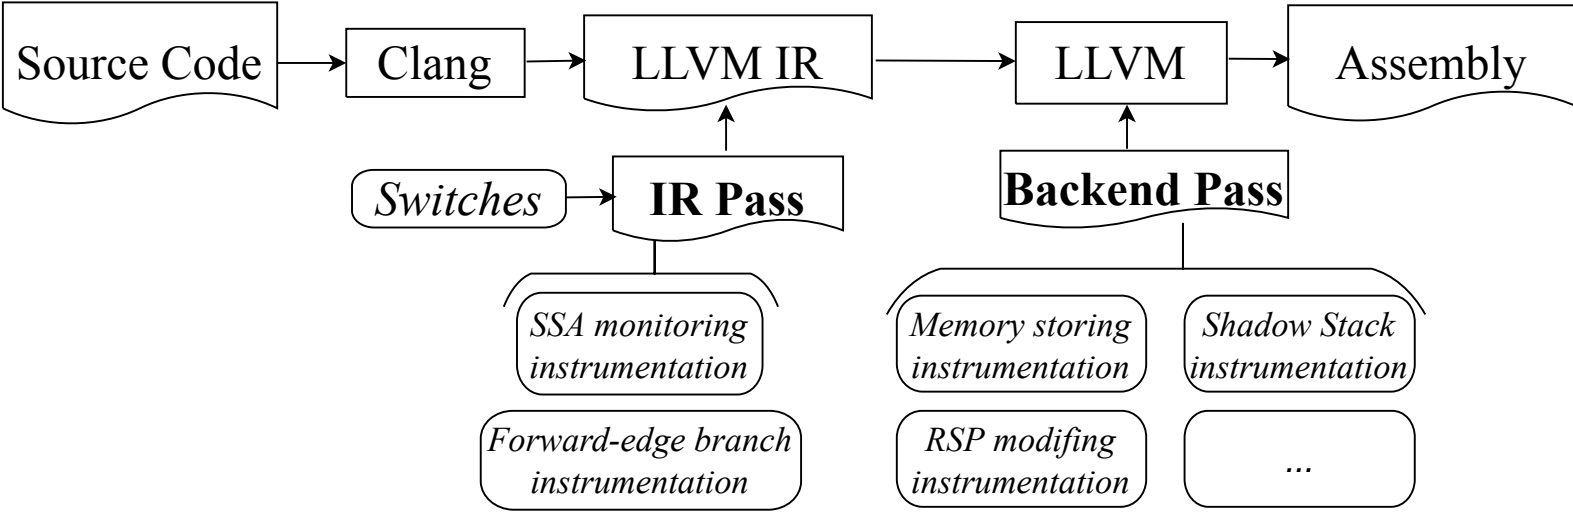 Source Code
Clang
LLVM IR
LLVM
Assembly
Switches
IR Pass
Backend Pass
SSA monitoring
instrumentation
Memory storing
instrumentation
Shadow Stack
instrumentation
Forward-edge branch
instrumentation
RSP modifing
instrumentation
...